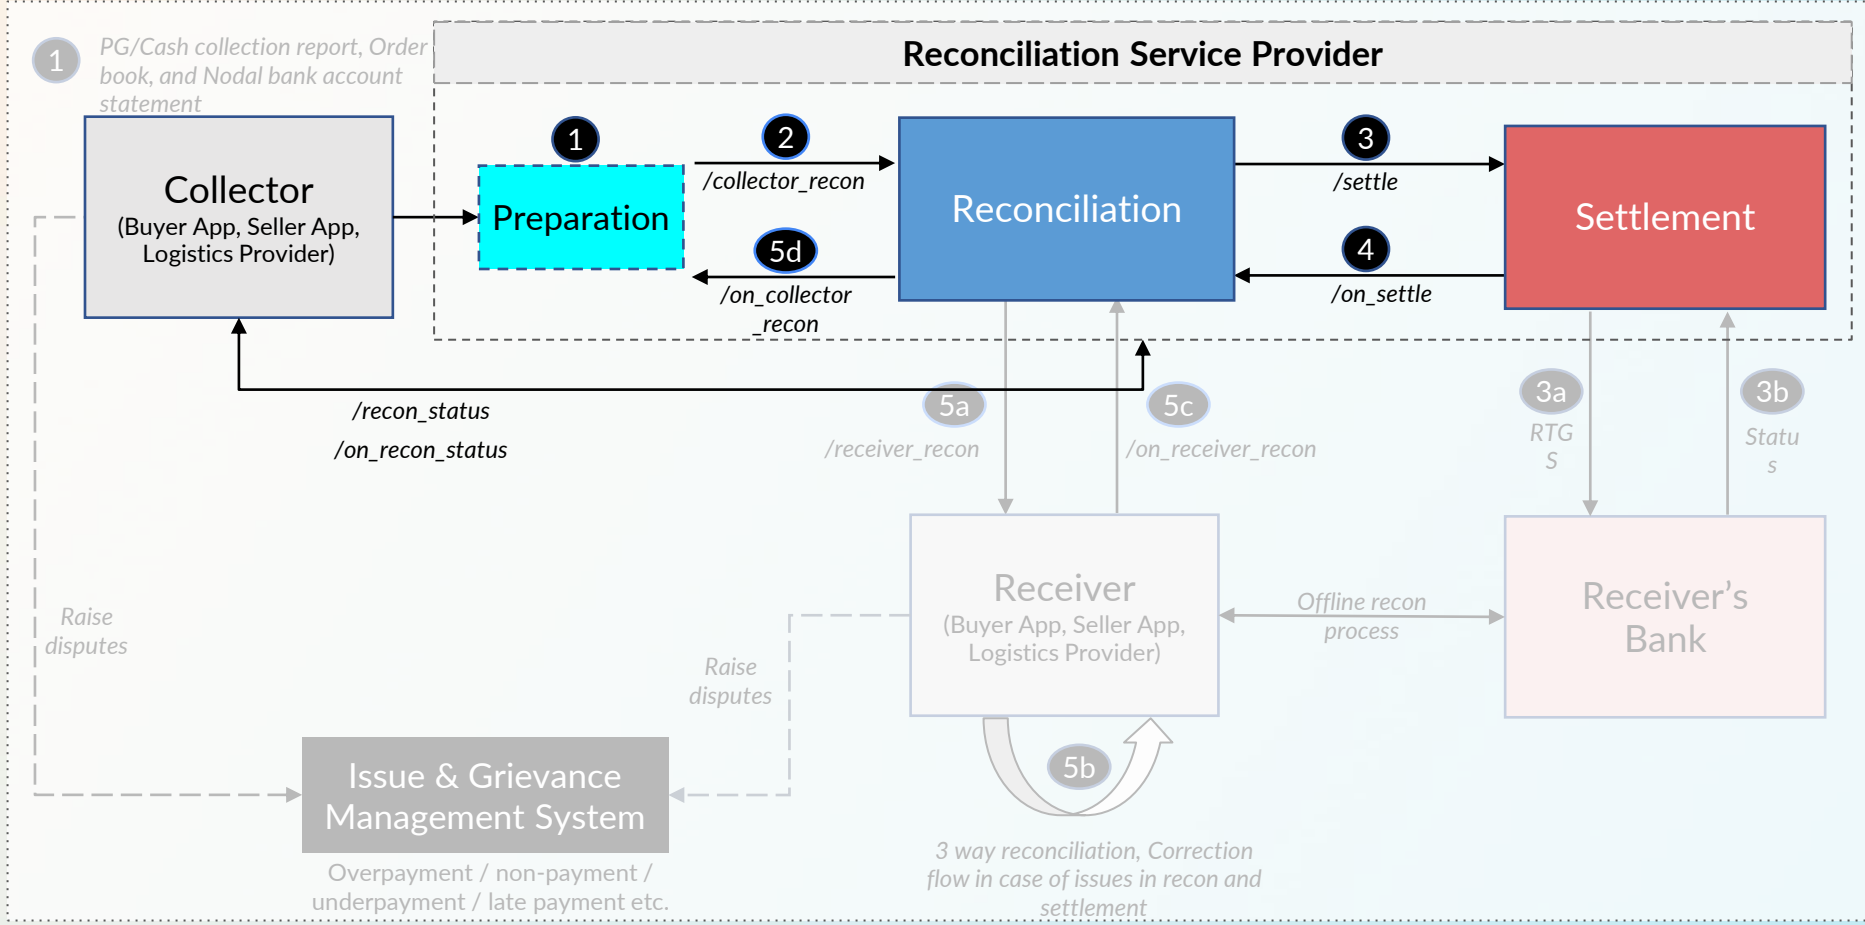 1
PG/Cash collection report, Order
book, and Nodal bank account
statement
Reconciliation Service Provider
Collector
(Buyer App, Seller App,
Logistics Provider)
1
Preparation
2
/collector_recon
5d
/on_collector
_recon
Reconciliation
3
/settle
4
/on_settle
Settlement
/recon_status
/on_recon_status
5a
/receiver_recon
5c
/on_receiver_recon
3a
RTG
S
3b
Statu
s
Raise
disputes
Raise
disputes
Receiver
(Buyer App, Seller App,
Logistics Provider)
Offline recon
process
Receiver’s
Bank
Issue & Grievance
Management System
Overpayment / non-payment /
underpayment / late payment etc.
5b
3 way reconciliation, Correction
flow in case of issues in recon and
settlement